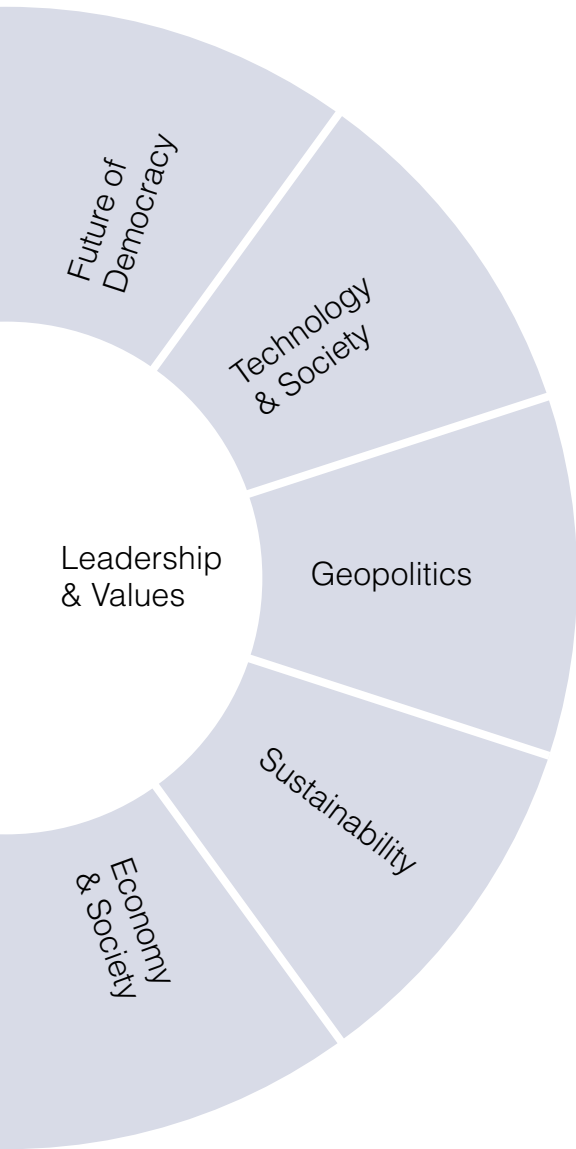 Future of
Democracy
Technology
& Society
Geopolitics
Leadership
& Values
Sustainability
Economy
& Society